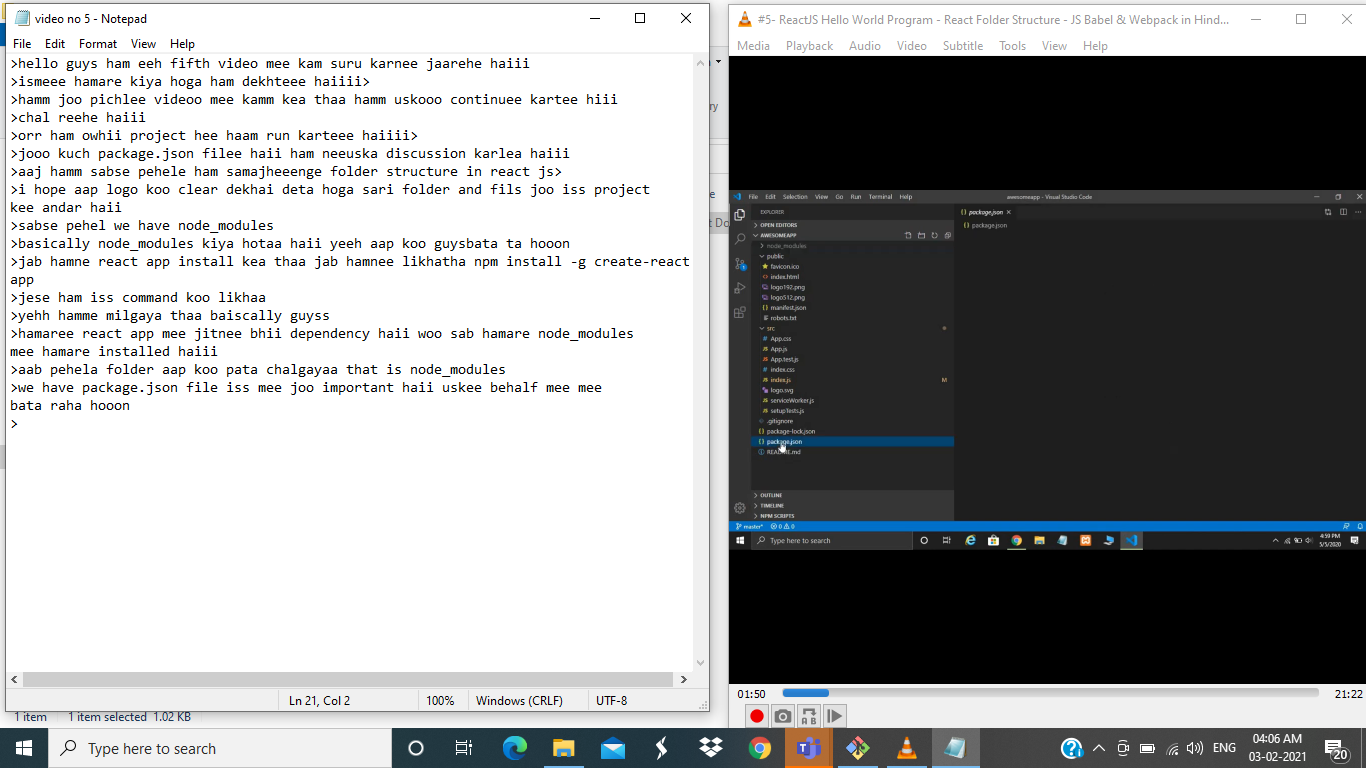 video no 5 - Notepad
File Edit Format View Help
>hello guys ham eeh fifth video mee kam suru karnee jaarehe haiii
>ismeee hamare kiya hoga ham dekhteee haiiii>
>hamm joo pichlee videoo mee kamm kea thaa hamm uskooo continuee kartee hiii
>chal reehe haiii
>orr ham owhii project hee haam run karteee haiiii>
>jooo kuch package.json filee haii ham neeuska discussion karlea haiii
>aaj hamm sabse pehele ham samajheeenge folder structure in react js>
>i hope aap logo koo clear dekhai deta hoga sari folder and fils joo iss project
kee andar haii
>sabse pehel we have node_modules
>basically node_modules kiya hotaa haii yeeh aap koo guysbata ta hooon
>jab hamne react app install kea thaa jab hamnee likhatha npm install -g create-react
app
>jese ham iss command koo likhaa
>yehh hamme milgaya thaa baiscally guyss
>hamaree react app mee jitnee bhii dependency haii woo sab hamare node_modules
mee hamare installed haiii
>aab pehela folder aap koo pata chalgayaa that is node_modules
>we have package.json file iss mee joo important haii uskee behalf mee mee
bata raha hooon
>
Ln 21, Col 2 100% Windows (CRLF) UTF-8
1 item 1 item selected 1.02 KB
ry
e
t Do
#5- ReactJS Hello World Program - React Folder Structure - JS Babel & Webpack in Hind...
Media Playback Audio Video Subtitle Tools View Help
File Edit Selection View Go Run Terminal Help
awesomeapp - Visual Studio Code
EXPLORER
OPEN EDITORS
AWESOMEAPP
node_modules
public
favicon.ico
index.html
logo192.png
logo512.png
manifest.json
robots.txt
src
App.css
App.js
App.test.js
index.css
index.js M
logo.svg
serviceWorker.js
setupTests.js
.gitignore
package-lock.json
package.json
README.md
OUTLINE
TIMELINE
NPM SCRIPTS
package.json
package.json
master* 0 0
Type here to search
4:59 PM
5/5/2020
01:50
21:22
Type here to search
ENG
04:06 AM
03-02-2021
20